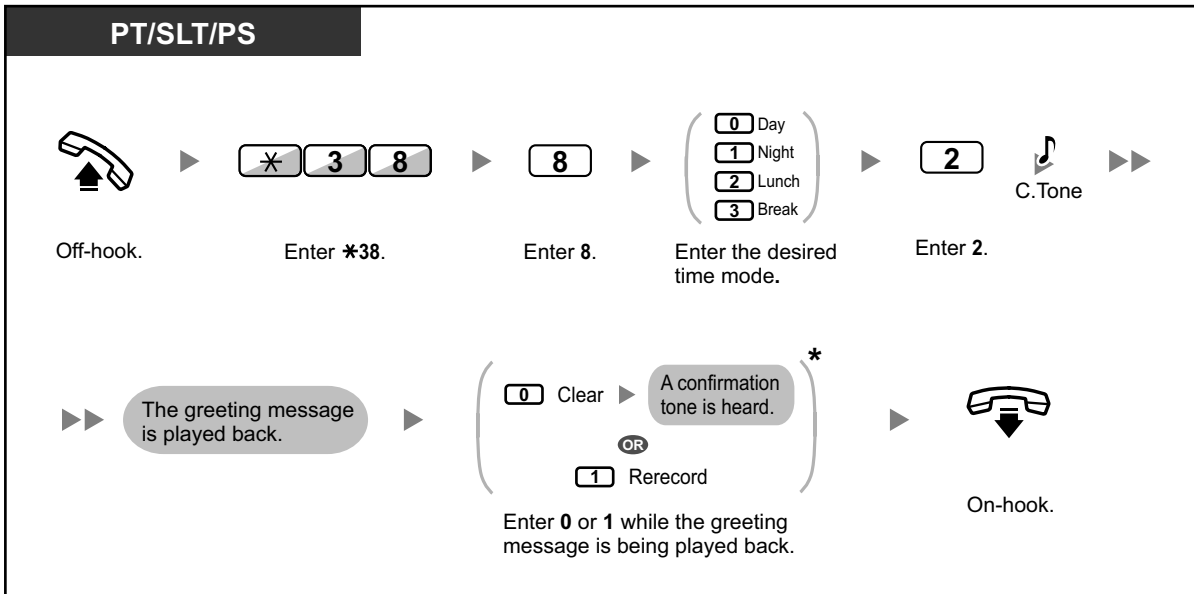 PT/SLT/PS
0 Day
1 Night
2 Lunch
3 Break
* 3 8
8
2
C.Tone
Off-hook.
Enter *38.
Enter 8.
Enter the desired
time mode.
Enter 2.
The greeting message
is played back.
0 Clear
A confirmation
tone is heard.
*
OR
1 Rerecord
Enter 0 or 1 while the greeting
message is being played back.
On-hook.